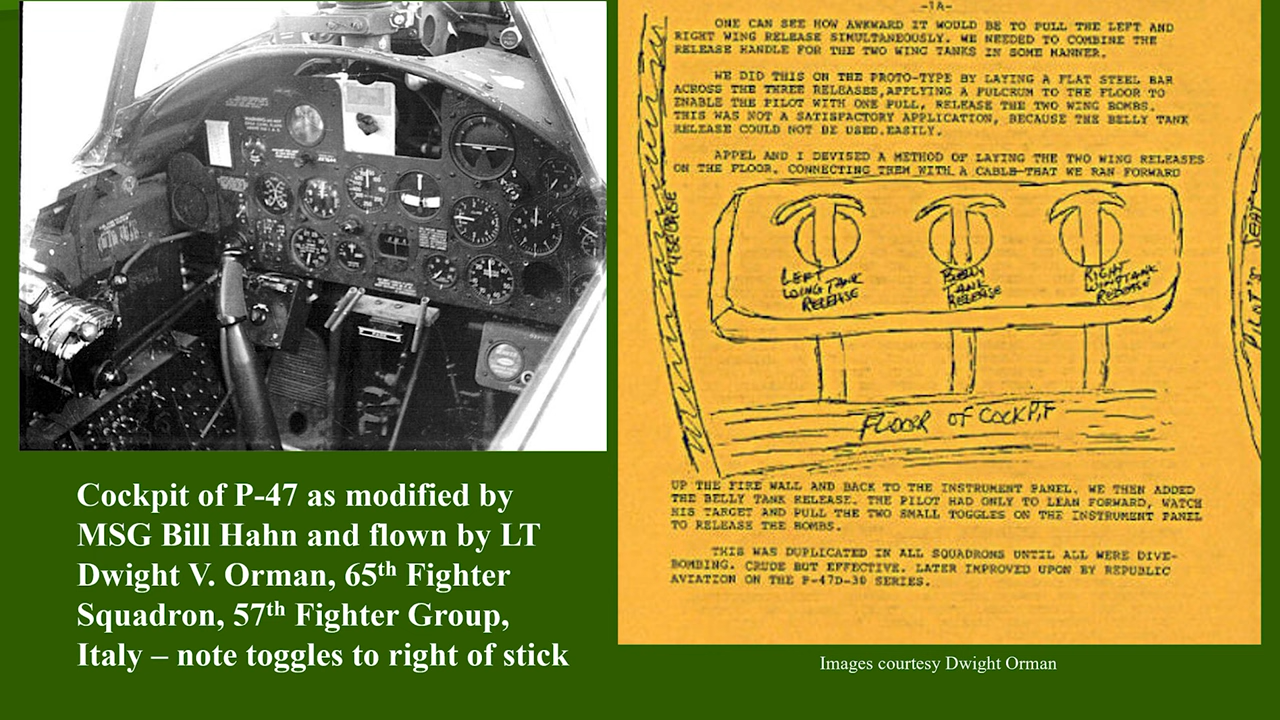 Cockpit of P-47 as modified by
MSG Bill Hahn and flown by LT
Dwight V. Orman, 65th Fighter
Squadron, 57th Fighter Group,
Italy – note toggles to right of stick
-1A-
ONE CAN SEE HOW AWKWARD IT WOULD BE TO PULL THE LEFT AND
RIGHT WING RELEASE SIMULTANEOUSLY. WE NEEDED TO COMBINE THE
RELEASE HANDLE FOR THE TWO WING TANKS IN SOME MANNER.
WE DID THIS ON THE PROTO-TYPE BY LAYING A FLAT STEEL BAR
ACROSS THE THREE RELEASES,APPLYING A FULCRUM TO THE FLOOR TO
ENABLE THE PILOT WITH ONE PULL, RELEASE THE TWO WING BOMBS.
THIS WAS NOT A SATISFACTORY APPLICATION, BECAUSE THE BELLY TANK
RELEASE COULD NOT BE USED.EASILY.
APPEL AND I DEVISED A METHOD OF LAYING THE TWO WING RELEASES
ON THE FLOOR. CONNECTING THEM WITH A CABLE THAT WE RAN FORWARD
LEFT
WING TANK
RELEASE
BELLY
TANK
RELEASE
RIGHT
WING TANK
RELEASE
PILOT'S SEAT
FLOOR OF COCKPIT
UP THE FIRE WALL AND BACK TO THE INSTRUMENT PANEL. WE THEN ADDED
THE BELLY TANK RELEASE. THE PILOT HAD ONLY TO LEAN FORWARD, WATCH
HIS TARGET AND PULL THE TWO SMALL TOGGLES ON THE INSTRUMENT PANEL
TO RELEASE THE BOMBS.
THIS WAS DUPLICATED IN ALL SQUADRONS UNTIL ALL WERE DIVE-
BOMBING. CRUDE BUT EFFECTIVE. LATER IMPROVED UPON BY REPUBLIC
AVIATION ON THE P-47D-30 SERIES.
Images courtesy Dwight Orman